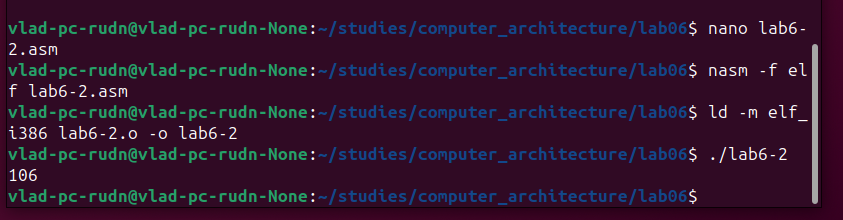 vlad-pc-rudn@vlad-pc-rudn-None:~/studies/computer_architecture/lab06$ nano lab6-
2.asm
vlad-pc-rudn@vlad-pc-rudn-None:~/studies/computer_architecture/lab06$ nasm -f el
f lab6-2.asm
vlad-pc-rudn@vlad-pc-rudn-None:~/studies/computer_architecture/lab06$ ld -m elf_
i386 lab6-2.o -o lab6-2
vlad-pc-rudn@vlad-pc-rudn-None:~/studies/computer_architecture/lab06$ ./lab6-2
106
vlad-pc-rudn@vlad-pc-rudn-None:~/studies/computer_architecture/lab06$